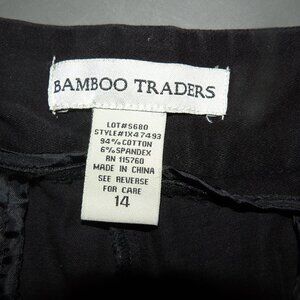 BAMBOO TRADERS
LOT#S680
STYLE#1X47493
94% COTTON
6% SPANDEX
RN 115760
MADE IN CHINA
SEE REVERSE
FOR CARE
14